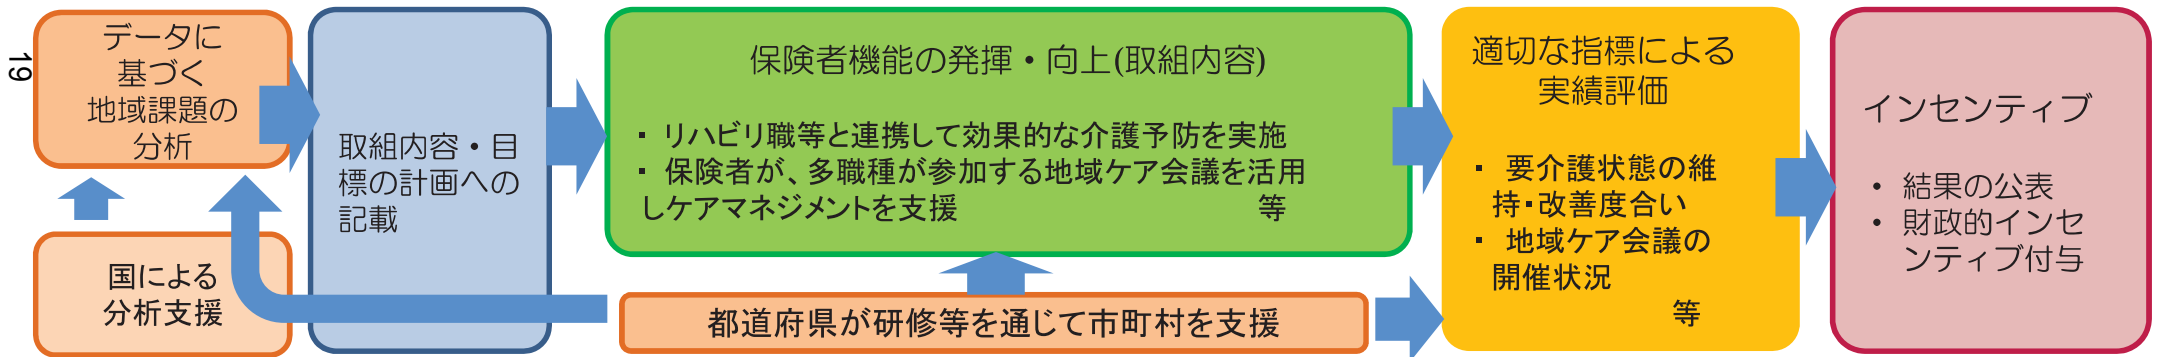 19
データに
基づく
地域課題の
分析
国による
分析支援
取組内容・目
標の計画への
記載
保険者機能の発揮・向上(取組内容)
・ リハビリ職等と連携して効果的な介護予防を実施
・ 保険者が、多職種が参加する地域ケア会議を活用
しケアマネジメントを支援 等
都道府県が研修等を通じて市町村を支援
適切な指標による
実績評価
・ 要介護状態の維
持・改善度合い
・ 地域ケア会議の
開催状況
等
インセンティブ
• 結果の公表
• 財政的インセ
ンティブ付与